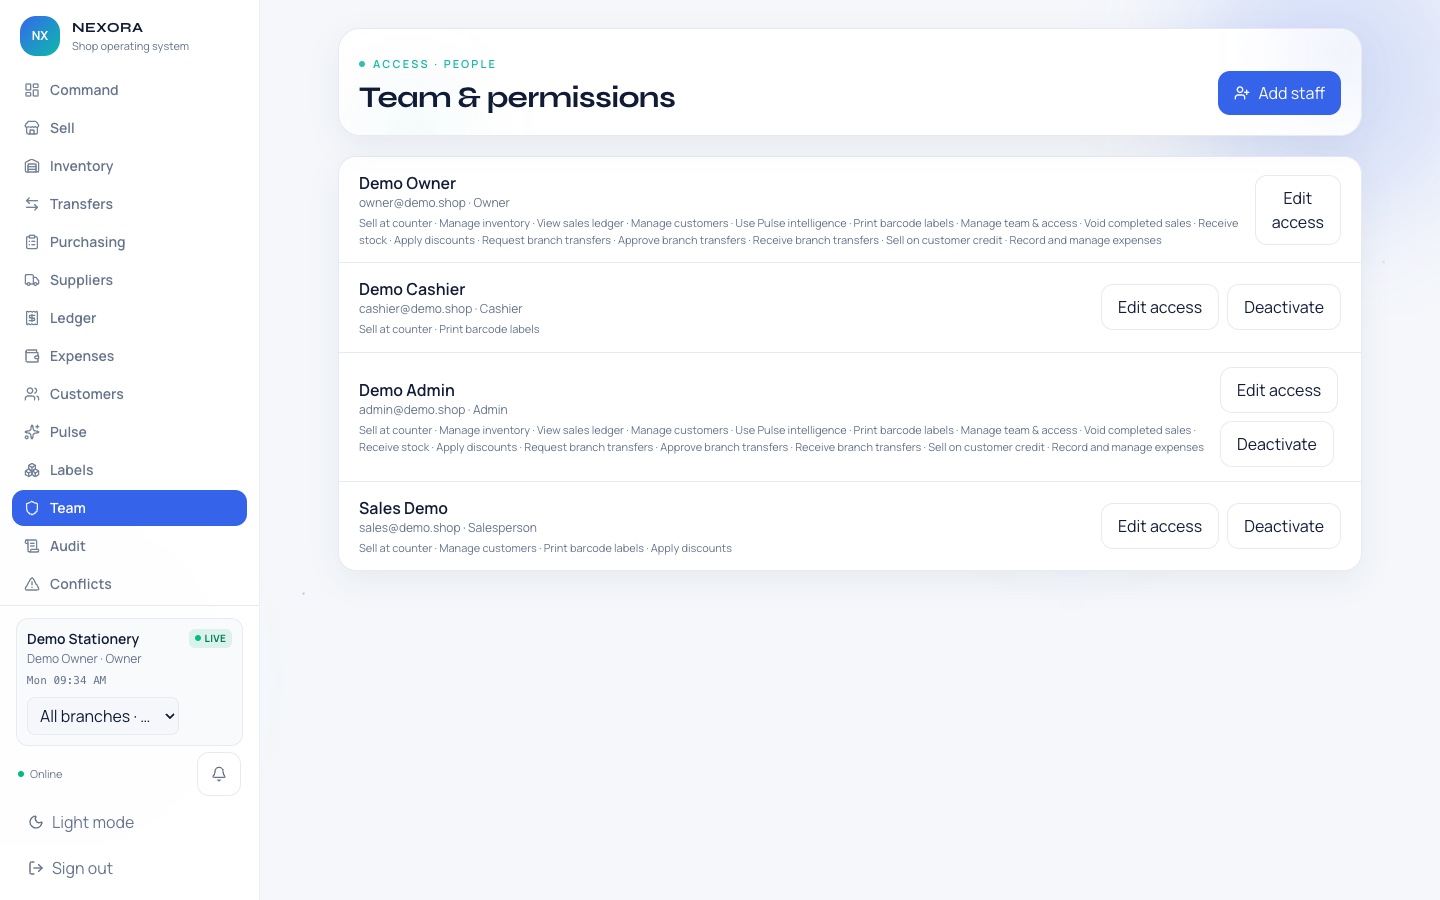 NX
NEXORA
Shop operating system
Command
Sell
Inventory
Transfers
Purchasing
Suppliers
Ledger
Expenses
Customers
Pulse
Labels
Team
Audit
Conflicts
Demo Stationery
LIVE
Demo Owner · Owner
Mon 09:34 AM
All branches · ...
Online
Light mode
Sign out
ACCESS · PEOPLE
Team & permissions
Add staff
Demo Owner
owner@demo.shop · Owner
Sell at counter · Manage inventory · View sales ledger · Manage customers · Use Pulse intelligence · Print barcode labels · Manage team & access · Void completed sales · Receive
stock · Apply discounts · Request branch transfers · Approve branch transfers · Receive branch transfers · Sell on customer credit · Record and manage expenses
Edit
access
Demo Cashier
cashier@demo.shop · Cashier
Sell at counter · Print barcode labels
Edit access
Deactivate
Demo Admin
admin@demo.shop · Admin
Sell at counter · Manage inventory · View sales ledger · Manage customers · Use Pulse intelligence · Print barcode labels · Manage team & access · Void completed sales ·
Receive stock · Apply discounts · Request branch transfers · Approve branch transfers · Receive branch transfers · Sell on customer credit · Record and manage expenses
Edit access
Deactivate
Sales Demo
sales@demo.shop · Salesperson
Sell at counter · Manage customers · Print barcode labels · Apply discounts
Edit access
Deactivate